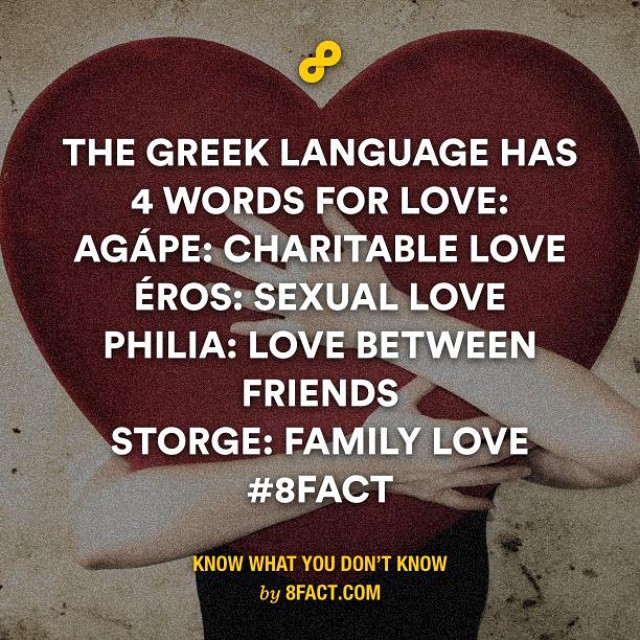 THE GREEK LANGUAGE HAS
4 WORDS FOR LOVE:
AGÁPE: CHARITABLE LOVE
ÉROS: SEXUAL LOVE
PHILIA: LOVE BETWEEN
FRIENDS
STORGE: FAMILY LOVE
#8FACT
KNOW WHAT YOU DON'T KNOW
by 8FACT.COM